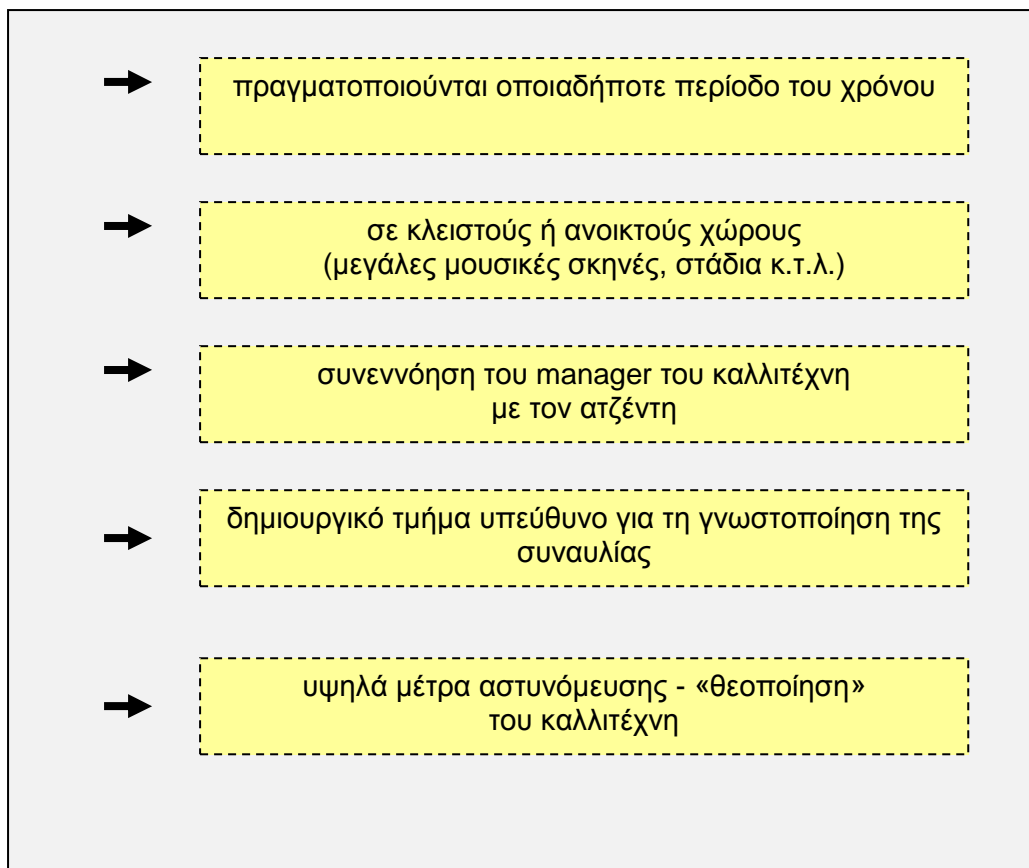 πραγματοποιούνται οποιαδήποτε περίοδο του χρόνου
σε κλειστούς ή ανοικτούς χώρους
(μεγάλες μουσικές σκηνές, στάδια κ.τ.λ.)
συνεννόηση του manager του καλλιτέχνη
με τον ατζέντη
δημιουργικό τμήμα υπεύθυνο για τη γνωστοποίηση της
συναυλίας
υψηλά μέτρα αστυνόμευσης - «θεοποίηση»
του καλλιτέχνη